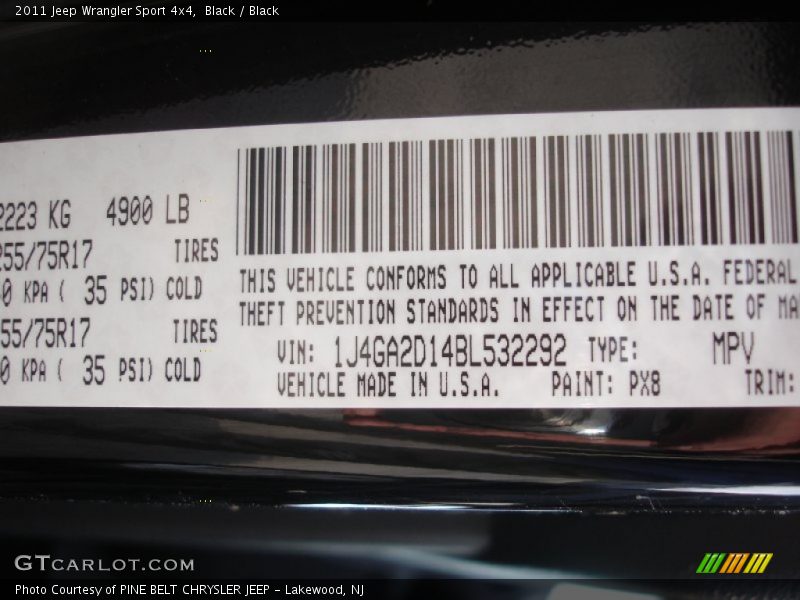 2011 Jeep Wrangler Sport 4x4,  Black / Black
2223 KG 4900 LB
255/75R17 TIRES
0 KPA ( 35 PSI) COLD
55/75R17 TIRES
0 KPA ( 35 PSI) COLD
THIS VEHICLE CONFORMS TO ALL APPLICABLE U.S.A. FEDERAL
THEFT PREVENTION STANDARDS IN EFFECT ON THE DATE OF MA
VIN: 1J4GA2D14BL532292 TYPE: MPV
VEHICLE MADE IN U.S.A. PAINT: PX8 TRIM:
GTCARLOT.COM
Photo Courtesy of PINE BELT CHRYSLER JEEP - Lakewood, NJ